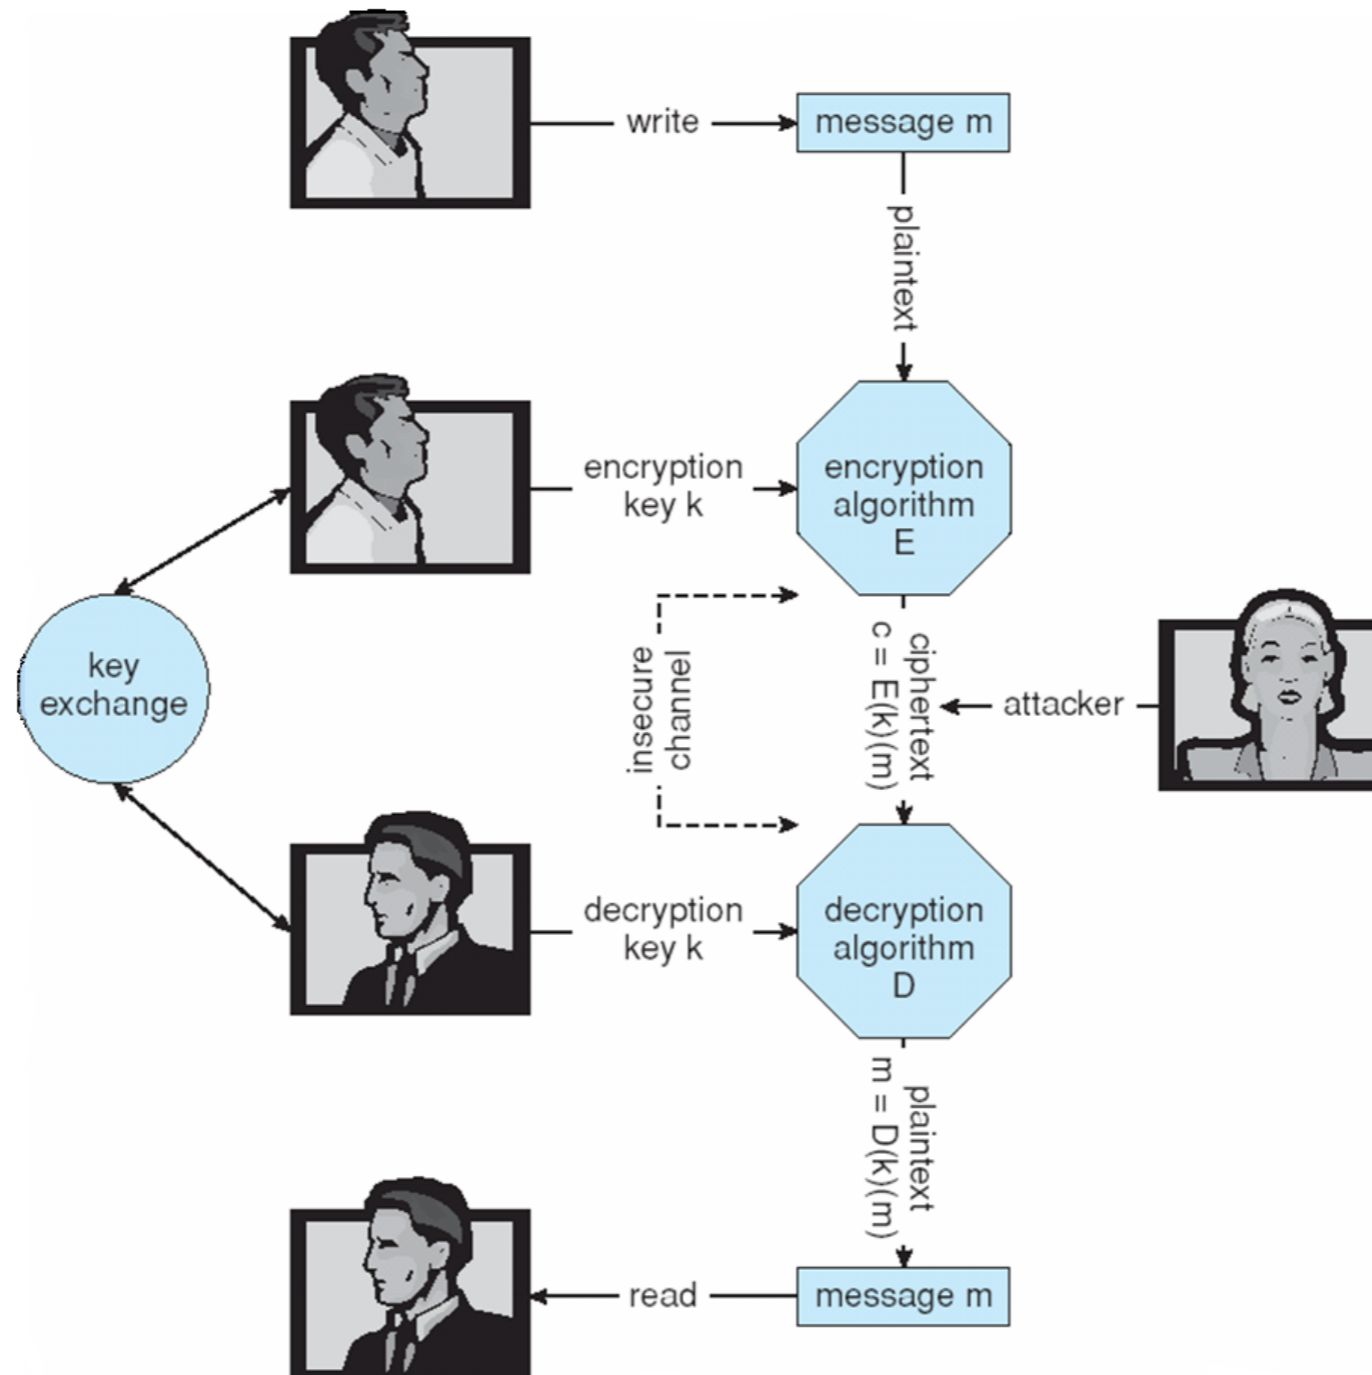 write
message m
plaintext
encryption
key k
encryption
algorithm
E
key
exchange
insecure
channel
ciphertext
c = E(k)(m)
attacker
decryption
key k
decryption
algorithm
D
plaintext
m = D(k)(m)
read
message m